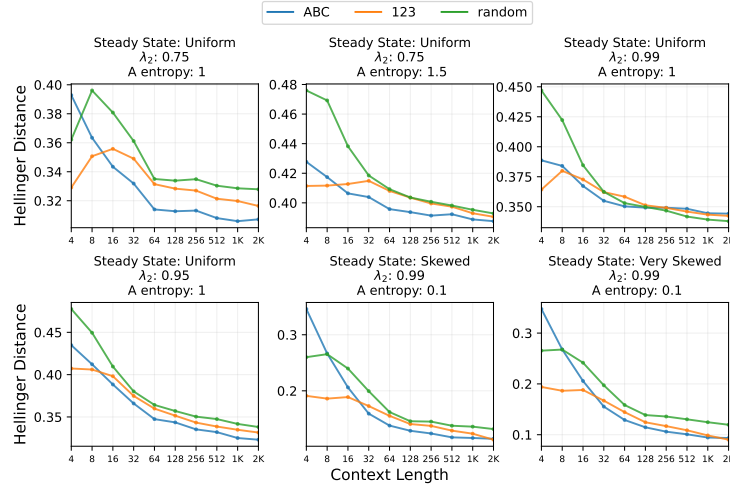 ABC 123 random
Steady State: Uniform
λ₂: 0.75
A entropy: 1
Steady State: Uniform
λ₂: 0.75
A entropy: 1.5
Steady State: Uniform
λ₂: 0.99
A entropy: 1
Hellinger Distance
0.40
0.38
0.36
0.34
0.32
4 8 16 32 64 128 256 512 1K 2K
0.48
0.46
0.44
0.42
0.40
4 8 16 32 64 128 256 512 1K 2K
0.450
0.425
0.400
0.375
0.350
4 8 16 32 64 128 256 512 1K 2K
Steady State: Uniform
λ₂: 0.95
A entropy: 1
Steady State: Skewed
λ₂: 0.99
A entropy: 0.1
Steady State: Very Skewed
λ₂: 0.99
A entropy: 0.1
Hellinger Distance
0.45
0.40
0.35
4 8 16 32 64 128 256 512 1K 2K
0.3
0.2
4 8 16 32 64 128 256 512 1K 2K
0.3
0.2
0.1
4 8 16 32 64 128 256 512 1K 2K
Context Length